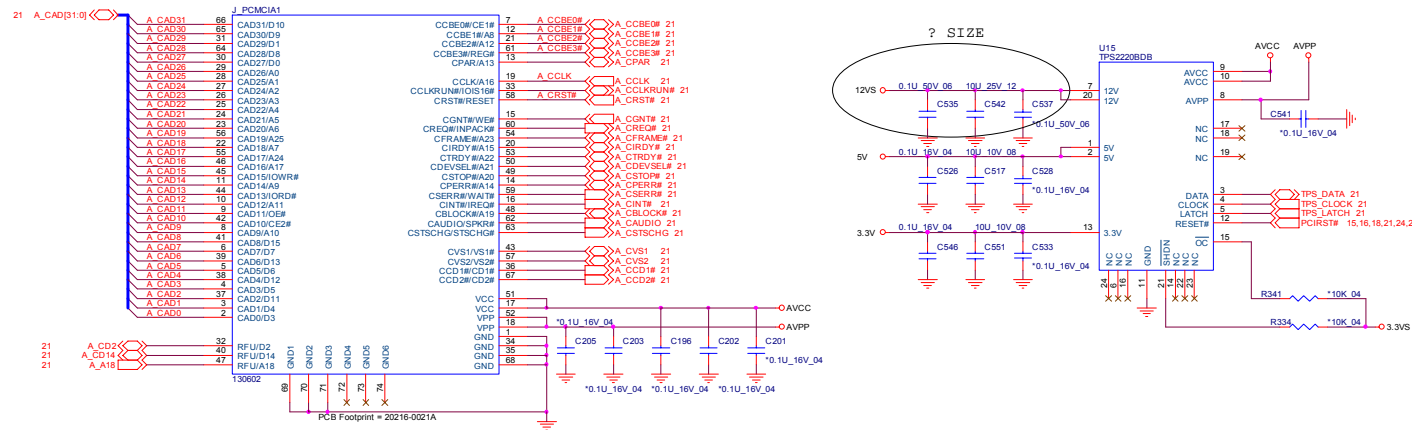 21 A_CAD[31:0]
J_PCMCIA1
A_CAD31 66 CAD31/D10
A_CAD30 65 CAD30/D9
A_CAD29 31 CAD29/D1
A_CAD28 64 CAD28/D8
A_CAD27 30 CAD27/D0
A_CAD26 29 CAD26/A0
A_CAD25 28 CAD25/A1
A_CAD24 27 CAD24/A2
A_CAD23 26 CAD23/A3
A_CAD22 25 CAD22/A4
A_CAD21 24 CAD21/A5
A_CAD20 23 CAD20/A6
A_CAD19 56 CAD19/A25
A_CAD18 22 CAD18/A7
A_CAD17 55 CAD17/A24
A_CAD16 46 CAD16/A17
A_CAD15 45 CAD15/IOWR#
A_CAD14 11 CAD14/A9
A_CAD13 44 CAD13/IORD#
A_CAD12 10 CAD12/A11
A_CAD11 9 CAD11/OE#
A_CAD10 42 CAD10/CE2#
A_CAD9 8 CAD9/A10
A_CAD8 41 CAD8/D15
A_CAD7 6 CAD7/D7
A_CAD6 39 CAD6/D13
A_CAD5 5 CAD5/D6
A_CAD4 38 CAD4/D12
A_CAD3 4 CAD3/D5
A_CAD2 37 CAD2/D11
A_CAD1 3 CAD1/D4
A_CAD0 2 CAD0/D3
21 A_CD2 32 RFU/D2
21 A_CD14 40 RFU/D14
21 A_A18 47 RFU/A18
130602
GND1 GND2 GND3 GND4 GND5 GND6
69 70 71 72 73 74
PCB Footprint = 20216-0021A
CCBE0#/CE1# 7 A_CCBE0# A_CCBE0# 21
CCBE1#/A8 12 A_CCBE1# A_CCBE1# 21
CCBE2#/A12 21 A_CCBE2# A_CCBE2# 21
CCBE3#/REG# 61 A_CCBE3# A_CCBE3# 21
CPAR/A13 13 A_CPAR 21
CCLK/A16 19 A_CCLK A_CCLK 21
CCLKRUN#/IOIS16# 33 A_CCLKRUN# 21
CRST#/RESET 58 A_CRST# A_CRST# 21
CGNT#/WE# 15 A_CGNT# 21
CREQ#/INPACK# 60 A_CREQ# 21
CFRAME#/A23 54 A_CFRAME# 21
CIRDY#/A15 20 A_CIRDY# 21
CTRDY#/A22 53 A_CTRDY# 21
CDEVSEL#/A21 50 A_CDEVSEL# 21
CSTOP#/A20 49 A_CSTOP# 21
CPERR#/A14 14 A_CPERR# 21
CSERR#/WAIT# 59 A_CSERR# 21
CINT#/IREQ# 16 A_CINT# 21
CBLOCK#/A19 48 A_CBLOCK# 21
CAUDIO/SPKR# 62 A_CAUDIO 21
CSTSCHG/STSCHG# 63 A_CSTSCHG 21
CVS1/VS1# 43 A_CVS1 21
CVS2/VS2# 57 A_CVS2 21
CCD1#/CD1# 36 A_CCD1# 21
CCD2#/CD2# 67 A_CCD2# 21
VCC 51
VCC 17 AVCC
VPP 52
VPP 18 AVPP
GND 1
GND 34
GND 35
GND 68
*0.1U_16V_04
C205 C203 C196 C202 C201
*0.1U_16V_04
*0.1U_16V_04 *0.1U_16V_04 *0.1U_16V_04
? SIZE
12VS 0.1U_50V_06 10U_25V_12
C535 C542 C537
*0.1U_50V_06
5V 0.1U_16V_04 10U_10V_08
C526 C517 C528
*0.1U_16V_04
3.3V 0.1U_16V_04 10U_10V_08
C546 C551 C533
*0.1U_16V_04
U15
TPS2220BDB
7 12V
20 12V
1 5V
2 5V
13 3.3V
AVCC AVPP
AVCC 9
AVCC 10
AVPP 8
C541
*0.1U_16V_04
NC 17
NC 18
NC 19
DATA 3 TPS_DATA 21
CLOCK 4 TPS_CLOCK 21
LATCH 5 TPS_LATCH 21
RESET# 12 PCIRST# 15,16,18,21,24,2
OC 15
NC NC NC GND SHDN NC NC NC
24 6 16 11 21 14 22 23
R341 *10K_04
R334 *10K_04
3.3VS